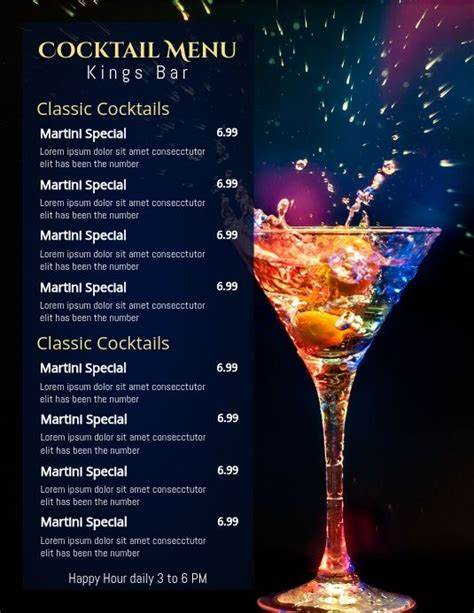 Cocktail Menu
Kings Bar
Classic Cocktails
Martini Special 6.99
Lorem ipsum dolor sit amet consecctutor
elit has been the number
Martini Special 6.99
Lorem ipsum dolor sit amet consecctutor
elit has been the number
Martini Special 6.99
Lorem ipsum dolor sit amet consecctutor
elit has been the number
Martini Special 6.99
Lorem ipsum dolor sit amet consecctutor
elit has been the number
Classic Cocktails
Martini Special 6.99
Lorem ipsum dolor sit amet consecctutor
elit has been the number
Martini Special 6.99
Lorem ipsum dolor sit amet consecctutor
elit has been the number
Martini Special 6.99
Lorem ipsum dolor sit amet consecctutor
elit has been the number
Martini Special 6.99
Lorem ipsum dolor sit amet consecctutor
elit has been the number
Happy Hour daily 3 to 6 PM